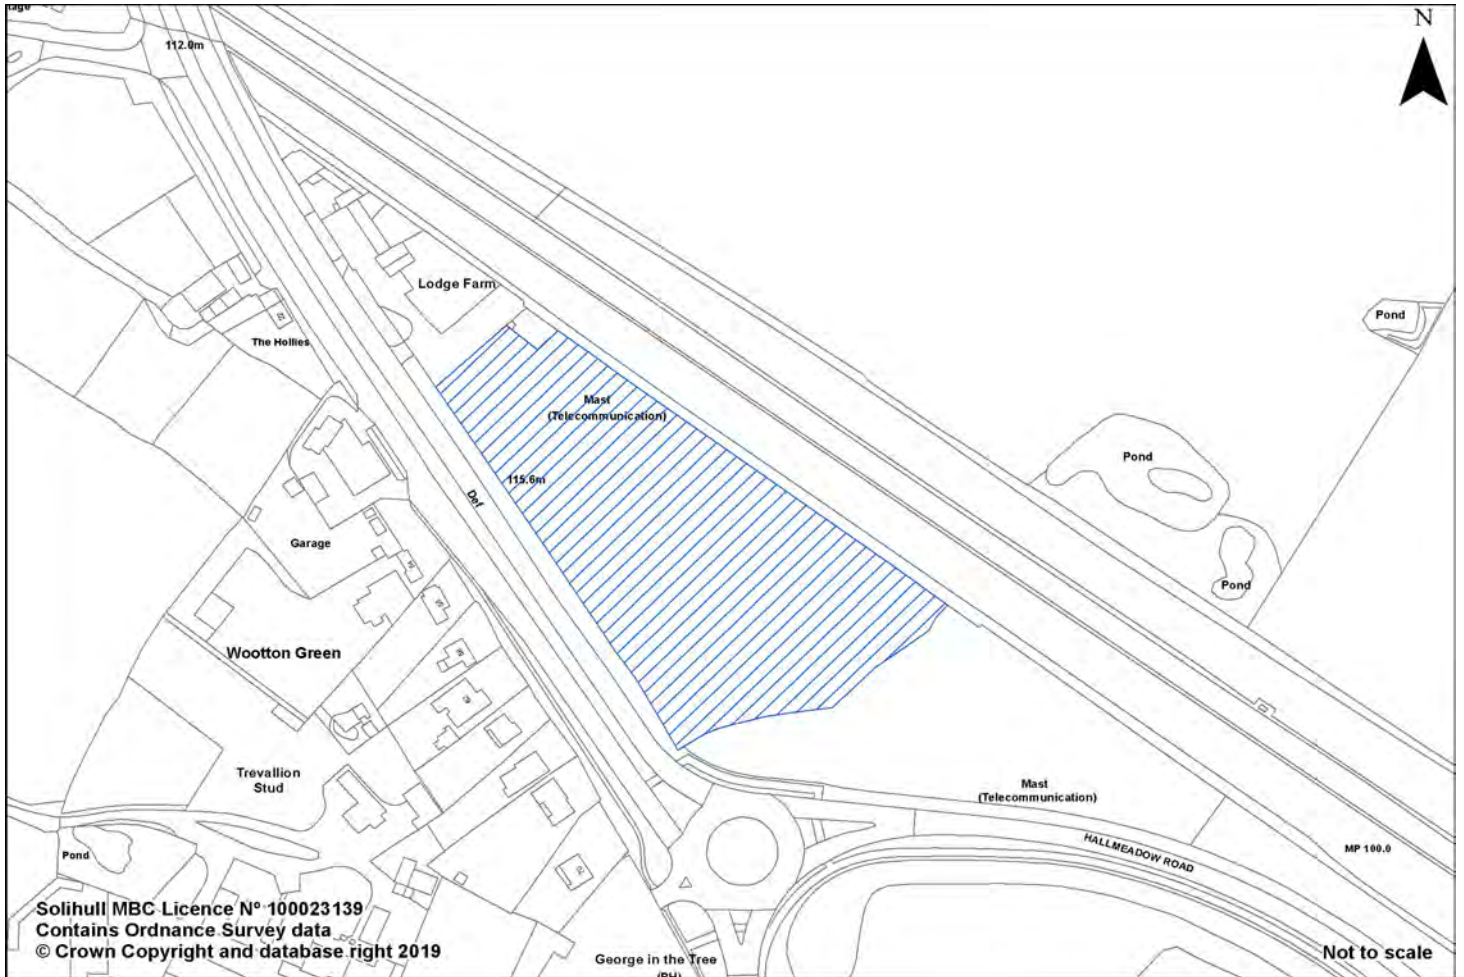 112.0m
N
Lodge Farm
Pond
The Hollies
Mast
(Telecommunication)
Pond
115.6m
Def
Garage
Pond
Wootton Green
Trevallion
Stud
Mast
(Telecommunication)
HALLMEADOW ROAD
MP 100.0
Pond
Solihull MBC Licence Nº 100023139
Contains Ordnance Survey data
© Crown Copyright and database right 2019
George in the Tree
(PH)
Not to scale